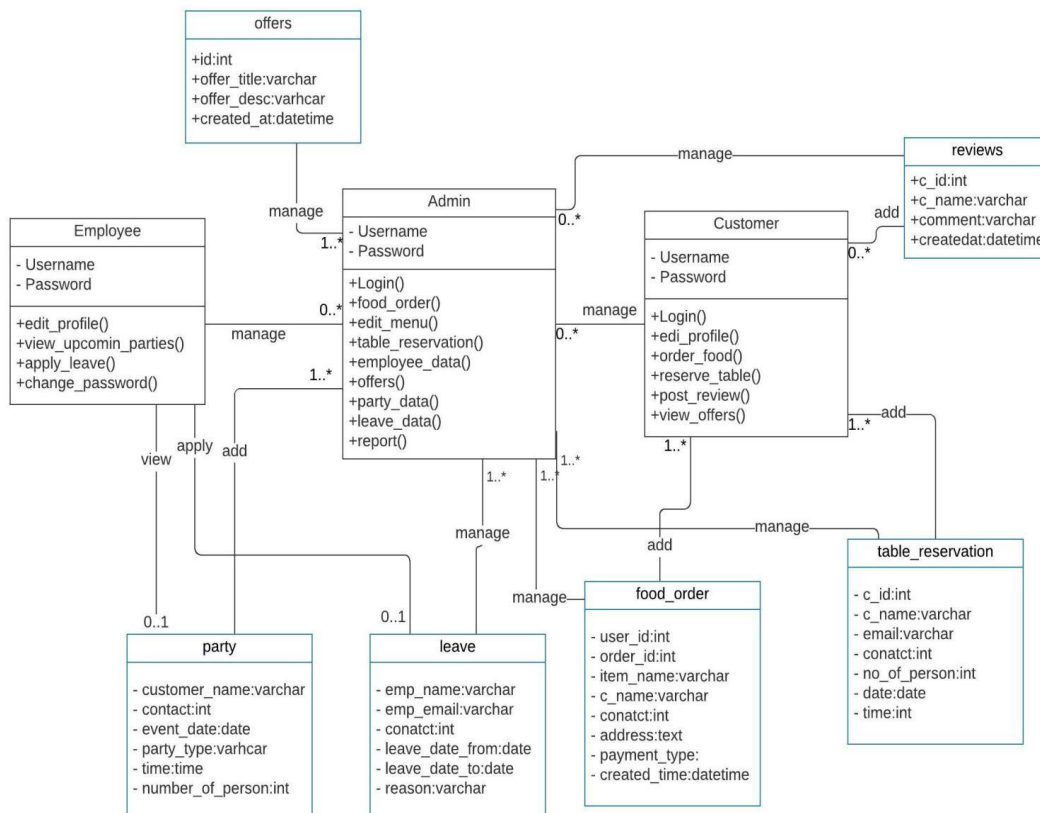 offers
+id:int
+offer_title:varchar
+offer_desc:varhcar
+created_at:datetime
manage
1..*
Employee
- Username
- Password
+edit_profile()
+view_upcomin_parties()
+apply_leave()
+change_password()
manage
0..*
Admin
- Username
- Password
+Login()
+food_order()
+edit_menu()
+table_reservation()
+employee_data()
+offers()
+party_data()
+leave_data()
+report()
manage
0..*
manage
0..*
Customer
- Username
- Password
+Login()
+edi_profile()
+order_food()
+reserve_table()
+post_review()
+view_offers()
reviews
+c_id:int
+c_name:varchar
+comment:varchar
+createdat:datetime
add
0..*
add
1..*
1..*
view
apply
add
1..*
1..*
1..*
1..*
manage
manage
add
manage
0..1
0..1
party
- customer_name:varchar
- contact:int
- event_date:date
- party_type:varhcar
- time:time
- number_of_person:int
leave
- emp_name:varchar
- emp_email:varchar
- conatct:int
- leave_date_from:date
- leave_date_to:date
- reason:varchar
food_order
- user_id:int
- order_id:int
- item_name:varchar
- c_name:varchar
- conatct:int
- address:text
- payment_type:
- created_time:datetime
table_reservation
- c_id:int
- c_name:varchar
- email:varchar
- conatct:int
- no_of_person:int
- date:date
- time:int